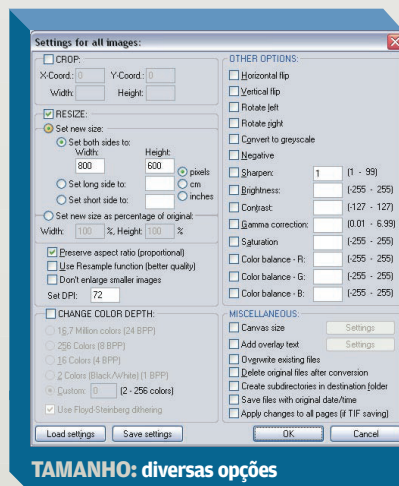 Settings for all images:
CROP:
X-Coord.: 0 Y-Coord.: 0
Width: Height:
RESIZE:
Set new size:
Set both sides to:
Width: Height:
800 600
pixels
cm
inches
Set long side to:
Set short side to:
Set new size as percentage of original:
Width: 100 %, Height: 100 %
Preserve aspect ratio (proportional)
Use Resample function (better quality)
Don't enlarge smaller images
Set DPI: 72
CHANGE COLOR DEPTH:
16,7 Million colors (24 BPP)
256 Colors (8 BPP)
16 Colors (4 BPP)
2 Colors (Black/White) (1 BPP)
Custom: 0 (2 - 256 colors)
Use Floyd-Steinberg dithering
Load settings Save settings
OTHER OPTIONS:
Horizontal flip
Vertical flip
Rotate left
Rotate right
Convert to greyscale
Negative
Sharpen: 1 (1 - 99)
Brightness: (-255 - 255)
Contrast: (-127 - 127)
Gamma correction: (0.01 - 6.99)
Saturation (-255 - 255)
Color balance - R: (-255 - 255)
Color balance - G: (-255 - 255)
Color balance - B: (-255 - 255)
MISCELLANEOUS:
Canvas size Settings
Add overlay text Settings
Overwrite existing files
Delete original files after conversion
Create subdirectories in destination folder
Save files with original date/time
Apply changes to all pages (if TIF saving)
OK Cancel
TAMANHO: diversas opções